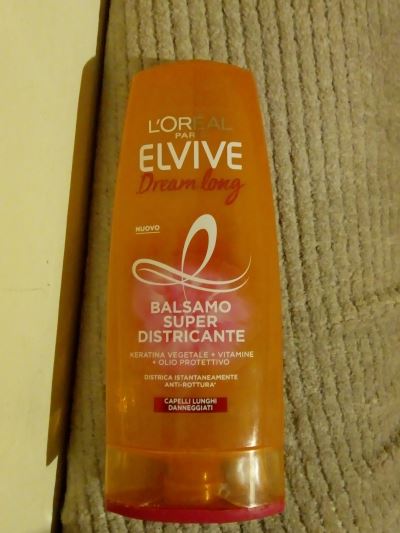 L'ORÉAL
PARIS
ELVIVE
Dream long
NUOVO
BALSAMO
SUPER
DISTRICANTE
KERATINA VEGETALE + VITAMINE
+ OLIO PROTETTIVO
DISTRICA ISTANTANEAMENTE
ANTI-ROTTURA*
CAPELLI LUNGHI
DANNEGGIATI